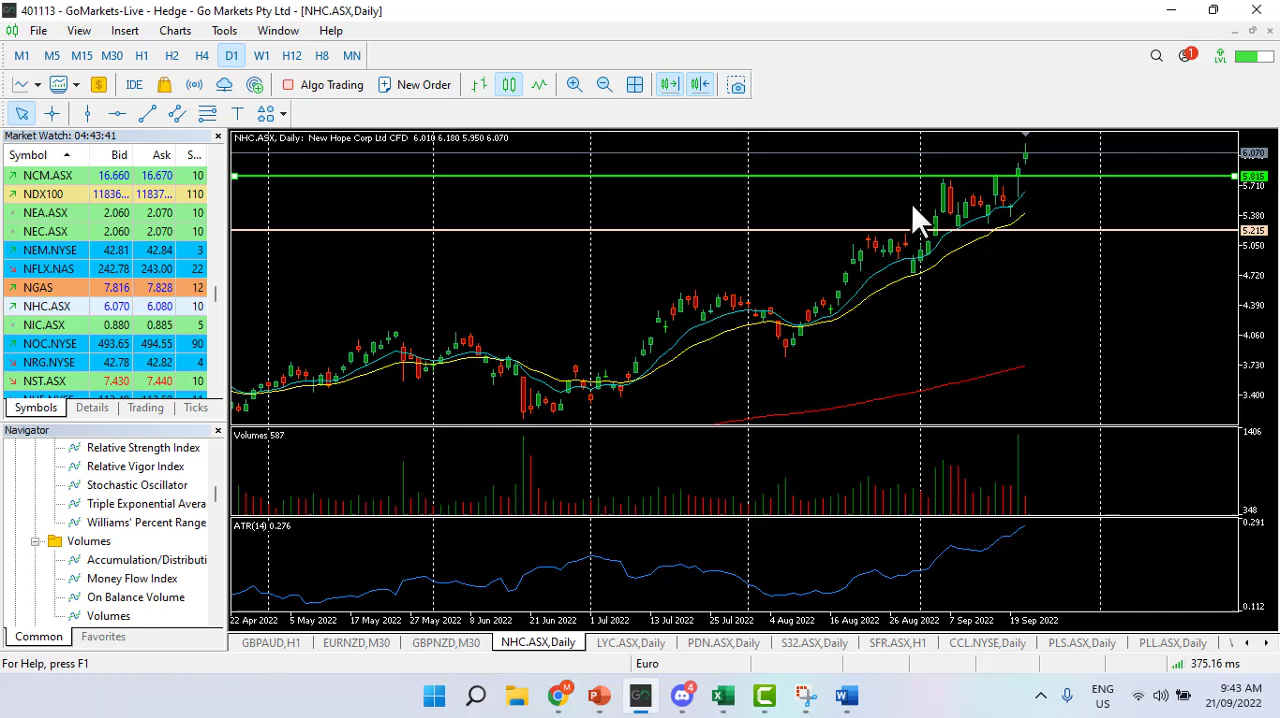 401113 - GoMarkets-Live - Hedge - Go Markets Pty Ltd - [NHC.ASX,Daily]
File View Insert Charts Tools Window Help
M1 M5 M15 M30 H1 H2 H4 D1 W1 H12 H8 MN
1 LVL
$ IDE Algo Trading New Order
T
Market Watch: 04:43:41
Symbol Bid Ask S...
NCM.ASX 16.660 16.670 10
NDX100 11836... 11837... 110
NEA.ASX 2.060 2.070 10
NEC.ASX 2.060 2.070 10
NEM.NYSE 42.81 42.84 3
NFLX.NAS 242.78 243.00 22
NGAS 7.816 7.828 12
NHC.ASX 6.070 6.080 10
NIC.ASX 0.880 0.885 5
NOC.NYSE 493.65 494.55 90
NRG.NYSE 42.78 42.82 4
NST.ASX 7.430 7.440 10
Symbols Details Trading Ticks
Navigator
Relative Strength Index
Relative Vigor Index
Stochastic Oscillator
Triple Exponential Avera
Williams' Percent Range
Volumes
Accumulation/Distributi
Money Flow Index
On Balance Volume
Volumes
Common Favorites
NHC.ASX, Daily: New Hope Corp Ltd CFD 6.010 6.180 5.950 6.070
6.070
5.815
5.710
5.380
5.215
5.050
4.720
4.390
4.060
3.730
3.400
Volumes 587
1406
348
ATR(14) 0.276
0.291
0.112
22 Apr 2022 5 May 2022 16 May 2022 27 May 2022 8 Jun 2022 21 Jun 2022 1 Jul 2022 13 Jul 2022 25 Jul 2022 4 Aug 2022 16 Aug 2022 26 Aug 2022 7 Sep 2022 19 Sep 2022
GBPAUD,H1 EURNZD,M30 GBPNZD,M30 NHC.ASX,Daily LYC.ASX,Daily PDN.ASX,Daily S32.ASX,Daily SFR.ASX,H1 CCL.NYSE,Daily PLS.ASX,Daily PLL.ASX,Daily
For Help, press F1 Euro 375.16 ms
M P GO 4 X C W
ENG
US
9:43 AM
21/09/2022